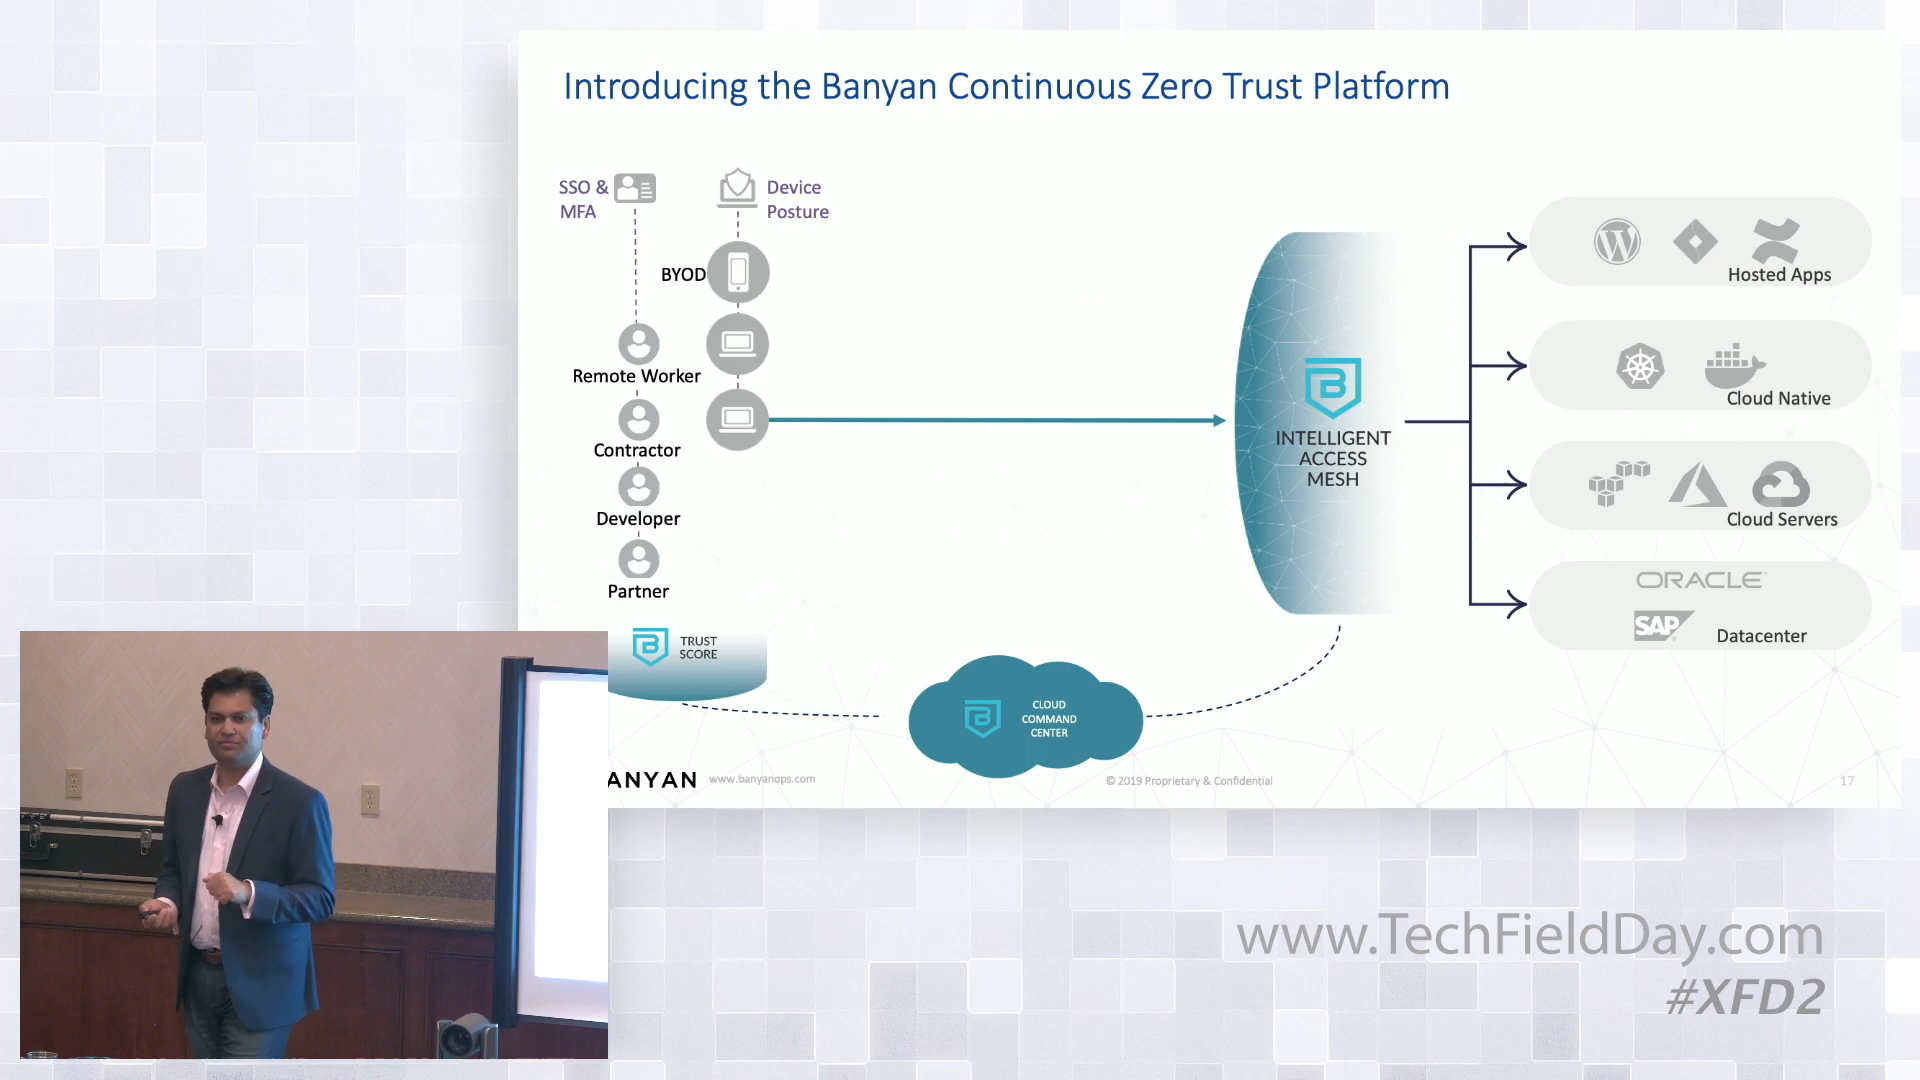 Introducing the Banyan Continuous Zero Trust Platform
SSO &
MFA
Device
Posture
BYOD
Remote Worker
Contractor
Developer
Partner
TRUST
SCORE
INTELLIGENT
ACCESS
MESH
Hosted Apps
Cloud Native
Cloud Servers
ORACLE
SAP
Datacenter
CLOUD
COMMAND
CENTER
ANYAN
www.banyanops.com
© 2019 Proprietary & Confidential
17
www.TechFieldDay.com
#XFD2